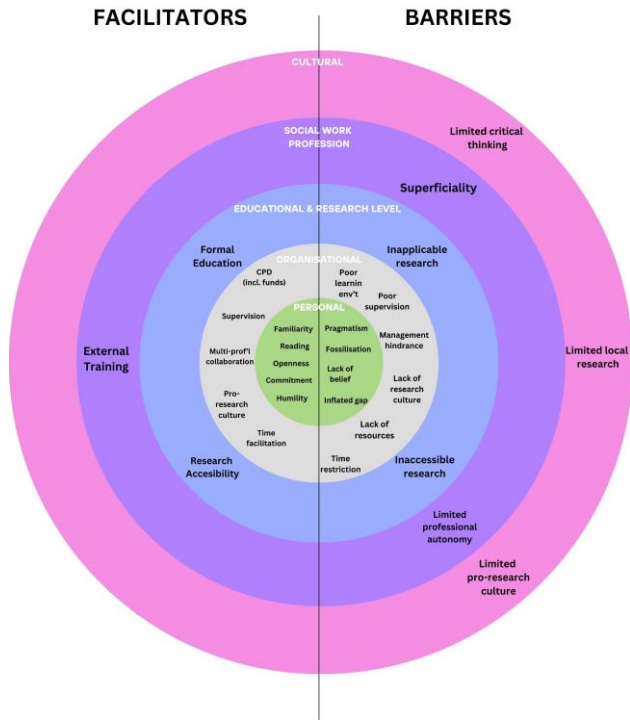 FACILITATORS
BARRIERS
CULTURAL
SOCIAL WORK
PROFESSION
EDUCATIONAL & RESEARCH LEVEL
ORGANISATIONAL
PERSONAL
Formal
Education
CPD
(incl. funds)
Supervision
Multi-prof'l
collaboration
Pro-
research
culture
Time
facilitation
External
Training
Research
Accesibility
Familiarity
Reading
Openness
Commitment
Humility
Pragmatism
Fossilisation
Lack of
belief
Inflated gap
Poor
learnin
env't
Poor
supervision
Management
hindrance
Lack of
research
culture
Lack of
resources
Time
restriction
Inapplicable
research
Inaccessible
research
Superficiality
Limited
professional
autonomy
Limited critical
thinking
Limited local
research
Limited
pro-research
culture